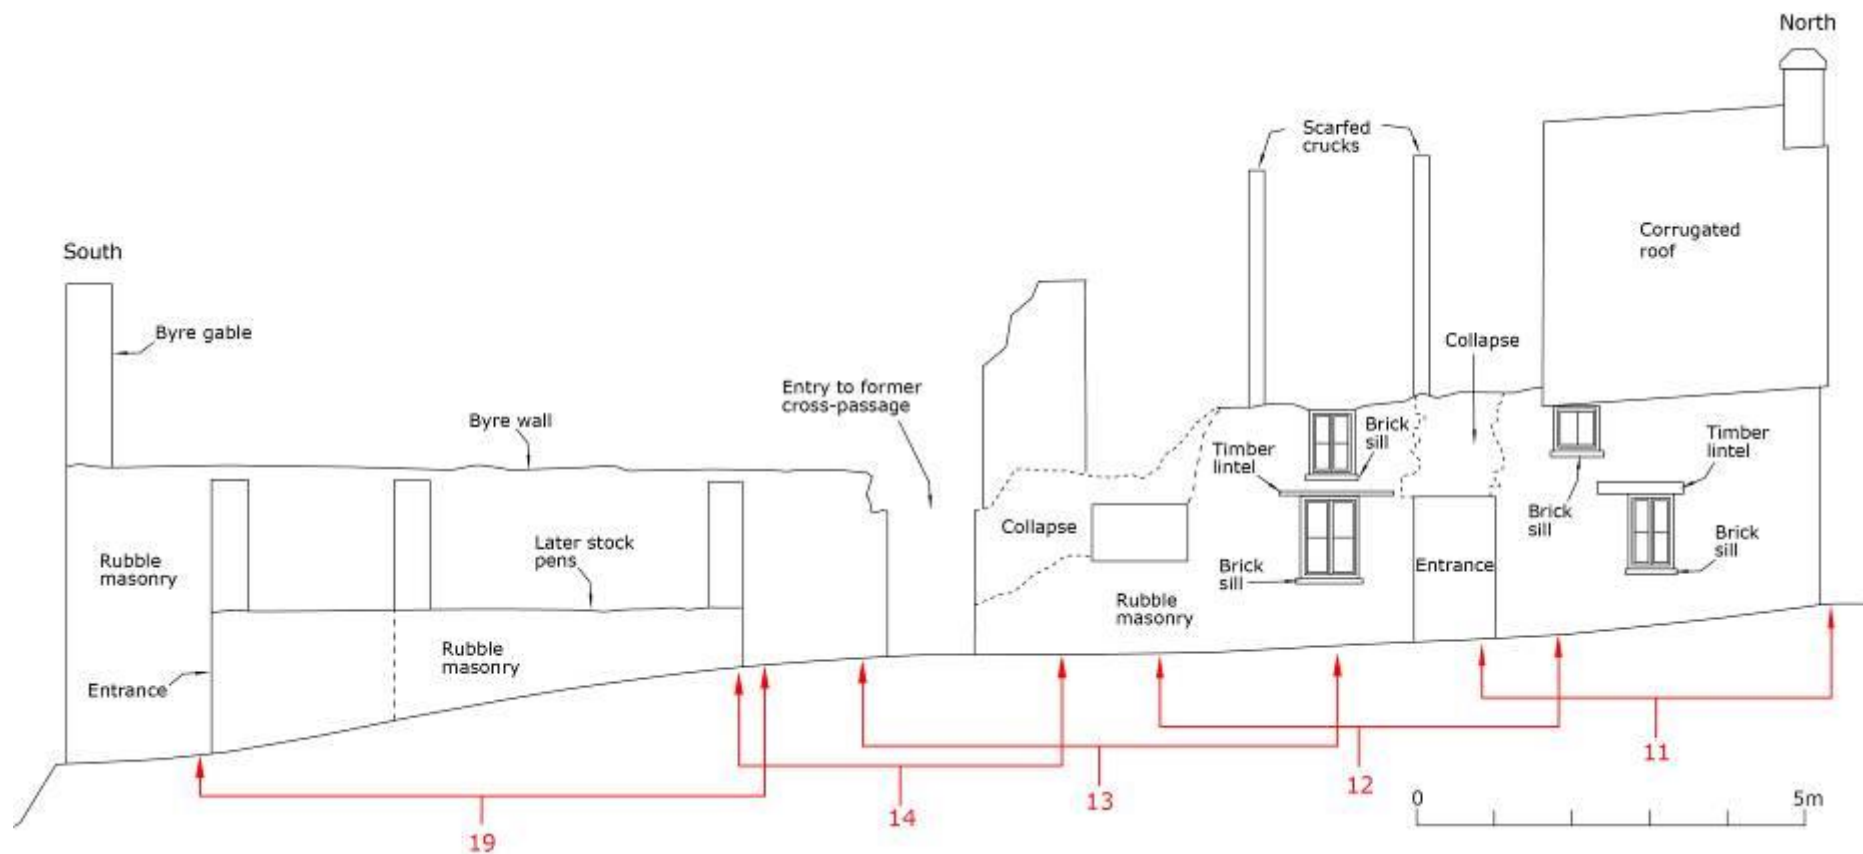 North
Scarfed
crucks
Corrugated
roof
South
Byre gable
Collapse
Entry to former
cross-passage
Byre wall
Brick
sill
Timber
lintel
Timber
lintel
Collapse
Brick
sill
Later stock
pens
Rubble
masonry
Brick
sill
Entrance
Brick
sill
Rubble
masonry
Rubble
masonry
Entrance
11
12
13
14
19
0
5m